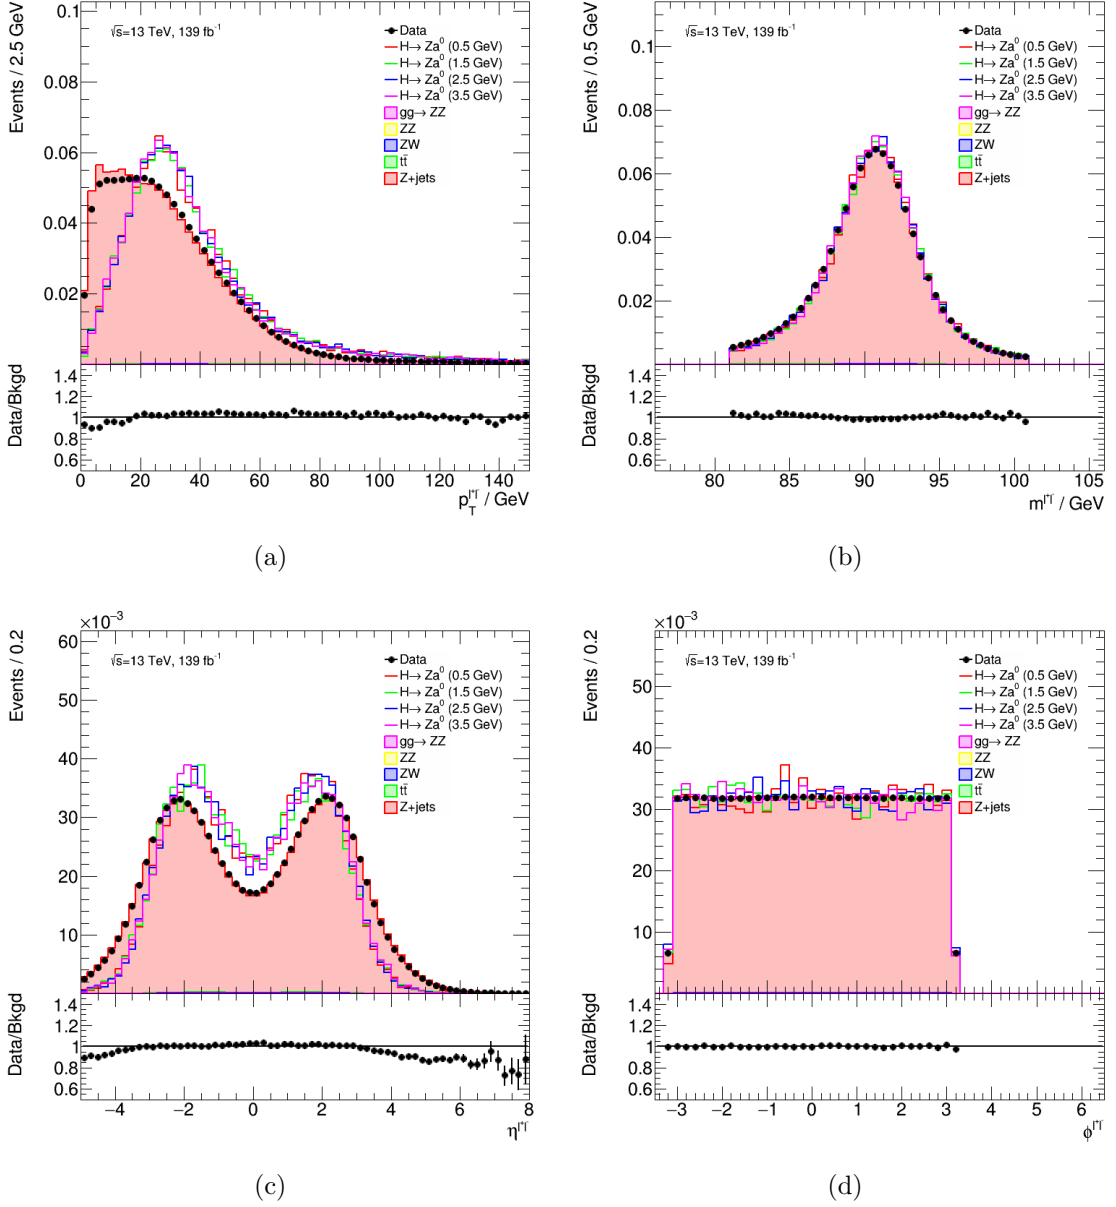 Events / 2.5 GeV
0.1
0.08
0.06
0.04
0.02
√s=13 TeV, 139 fb⁻¹
Data
H→ Za⁰ (0.5 GeV)
H→ Za⁰ (1.5 GeV)
H→ Za⁰ (2.5 GeV)
H→ Za⁰ (3.5 GeV)
gg→ ZZ
ZZ
ZW
tt̄
Z+jets
Data/Bkgd
1.4
1.2
1
0.8
0.6
0 20 40 60 80 100 120 140
p_T^{l⁺l⁻} / GeV
(a)
Events / 0.5 GeV
0.1
0.08
0.06
0.04
0.02
√s=13 TeV, 139 fb⁻¹
Data
H→ Za⁰ (0.5 GeV)
H→ Za⁰ (1.5 GeV)
H→ Za⁰ (2.5 GeV)
H→ Za⁰ (3.5 GeV)
gg→ ZZ
ZZ
ZW
tt̄
Z+jets
Data/Bkgd
1.4
1.2
1
0.8
0.6
80 85 90 95 100 105
m^{l⁺l⁻} / GeV
(b)
×10⁻³
Events / 0.2
60
50
40
30
20
10
√s=13 TeV, 139 fb⁻¹
Data
H→ Za⁰ (0.5 GeV)
H→ Za⁰ (1.5 GeV)
H→ Za⁰ (2.5 GeV)
H→ Za⁰ (3.5 GeV)
gg→ ZZ
ZZ
ZW
tt̄
Z+jets
Data/Bkgd
1.4
1.2
1
0.8
0.6
−4 −2 0 2 4 6 8
η^{l⁺l⁻}
(c)
×10⁻³
Events / 0.2
50
40
30
20
10
√s=13 TeV, 139 fb⁻¹
Data
H→ Za⁰ (0.5 GeV)
H→ Za⁰ (1.5 GeV)
H→ Za⁰ (2.5 GeV)
H→ Za⁰ (3.5 GeV)
gg→ ZZ
ZZ
ZW
tt̄
Z+jets
Data/Bkgd
1.4
1.2
1
0.8
0.6
−3 −2 −1 0 1 2 3 4 5 6
ϕ^{l⁺l⁻}
(d)